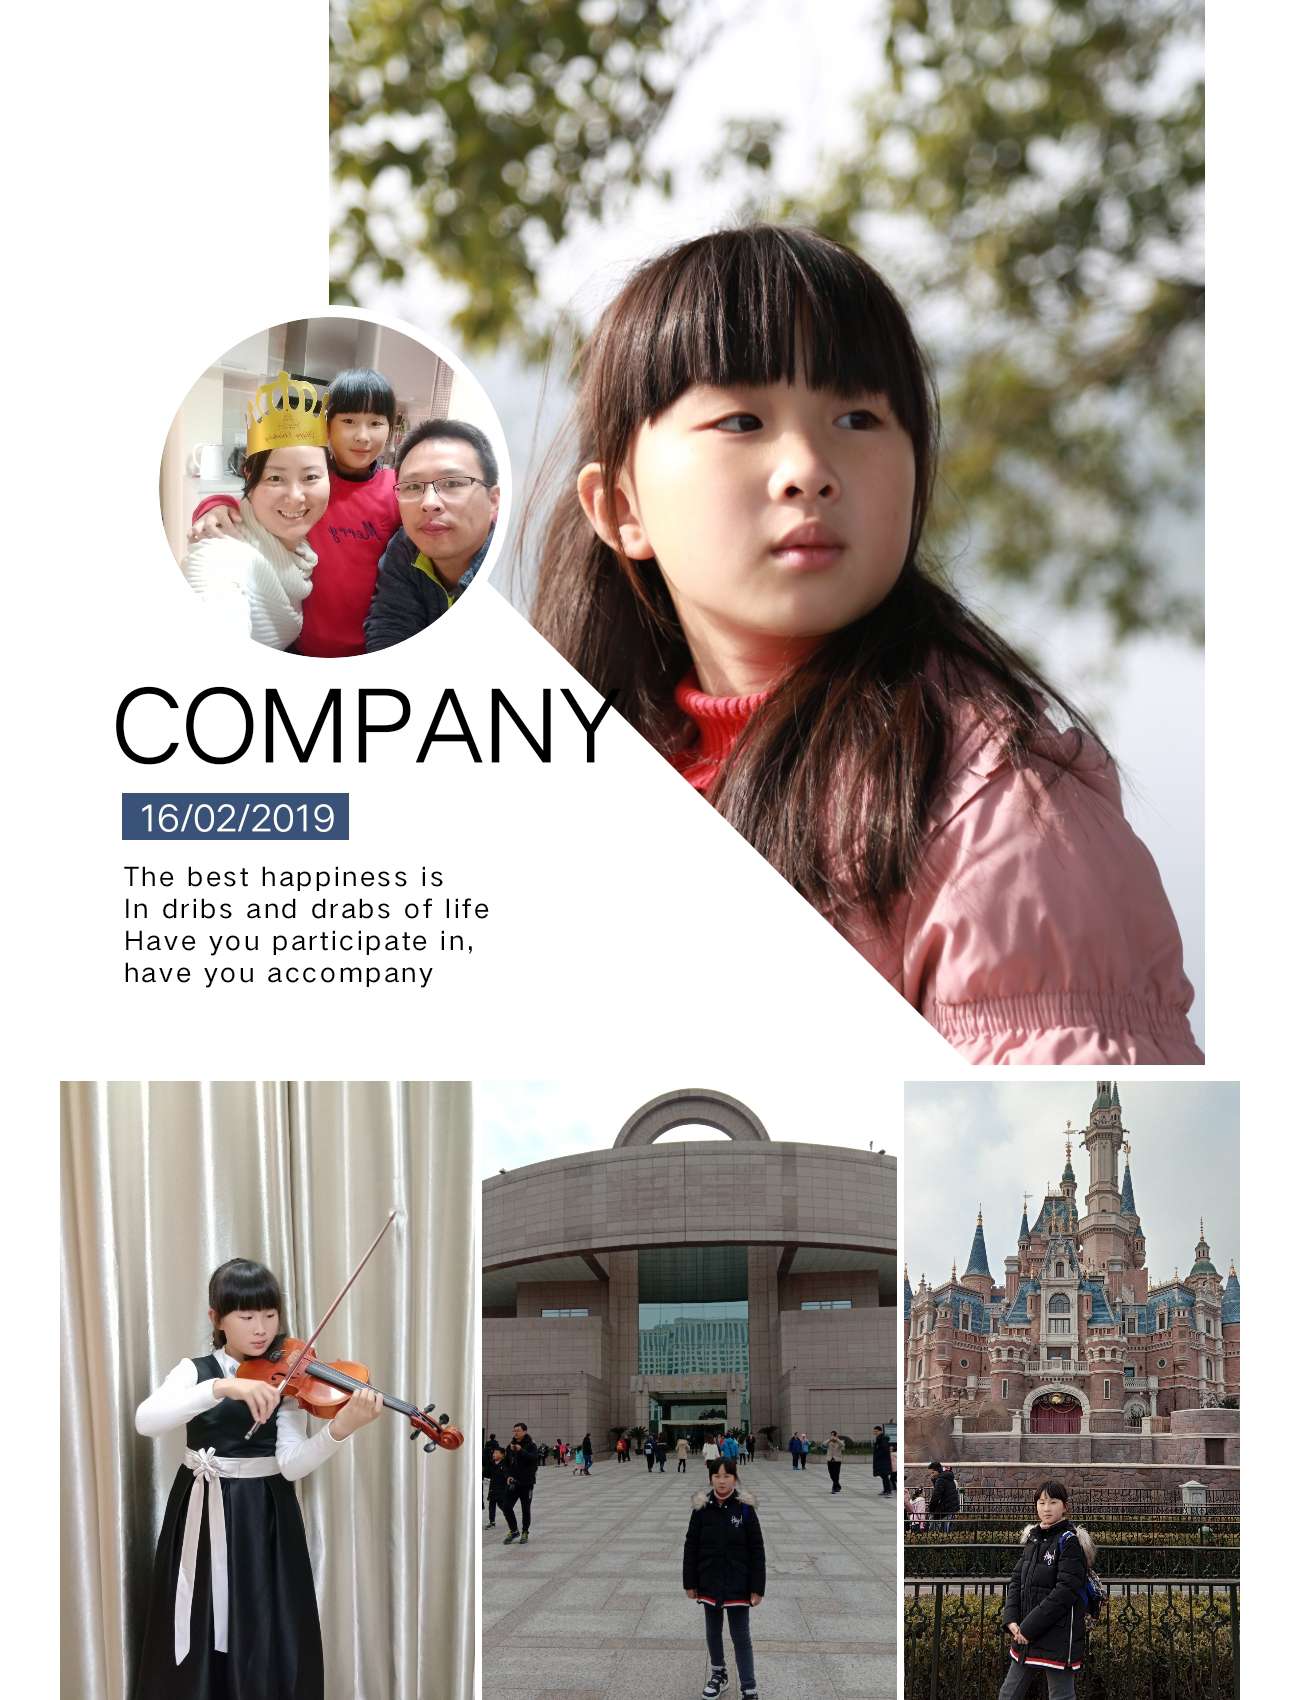 Merry
COMPANY
16/02/2019
The best happiness is
In dribs and drabs of life
Have you participate in,
have you accompany